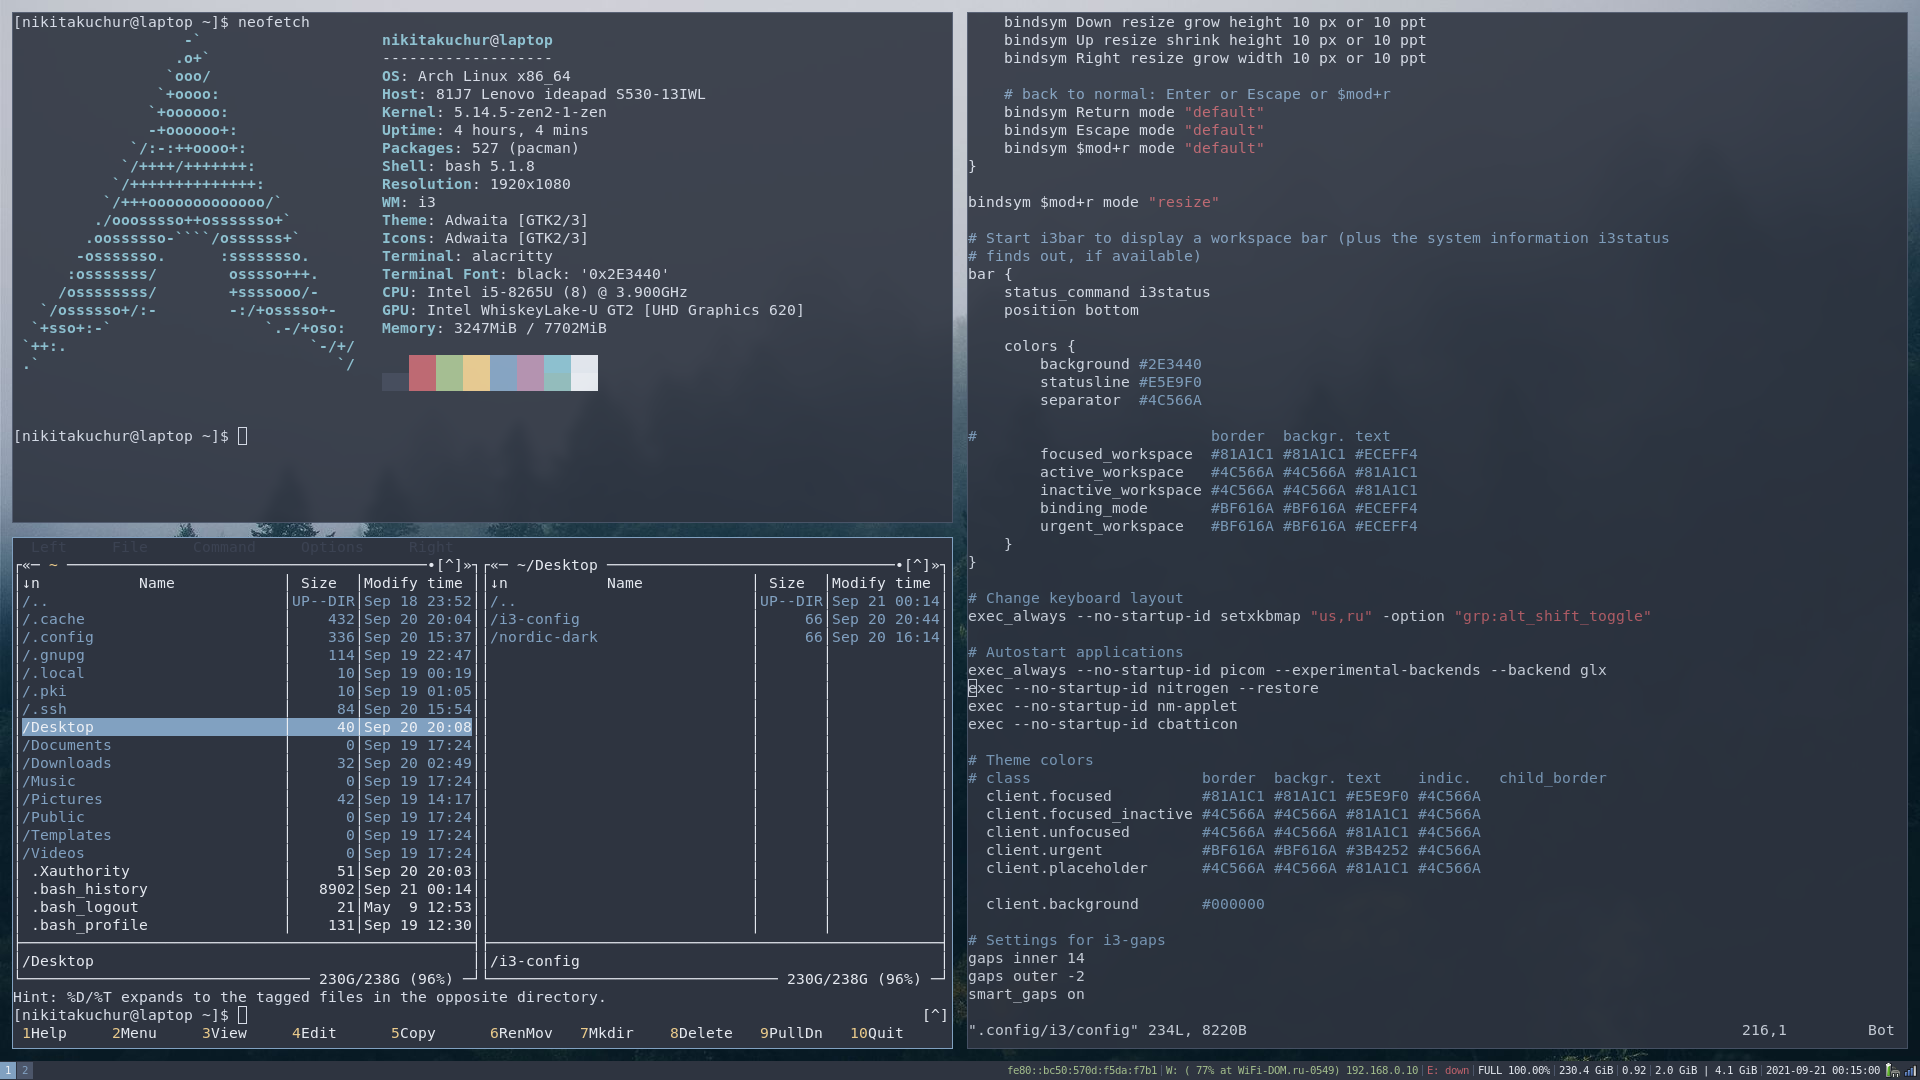 [nikitakuchur@laptop ~]$ neofetch
nikitakuchur@laptop
-------------------
OS: Arch Linux x86_64
Host: 81J7 Lenovo ideapad S530-13IWL
Kernel: 5.14.5-zen2-1-zen
Uptime: 4 hours, 4 mins
Packages: 527 (pacman)
Shell: bash 5.1.8
Resolution: 1920x1080
WM: i3
Theme: Adwaita [GTK2/3]
Icons: Adwaita [GTK2/3]
Terminal: alacritty
Terminal Font: black: '0x2E3440'
CPU: Intel i5-8265U (8) @ 3.900GHz
GPU: Intel WhiskeyLake-U GT2 [UHD Graphics 620]
Memory: 3247MiB / 7702MiB
[nikitakuchur@laptop ~]$
Left File Command Options Right
~ •[^]»
↓n Name Size Modify time
/.. UP--DIR Sep 18 23:52
/.cache 432 Sep 20 20:04
/.config 336 Sep 20 15:37
/.gnupg 114 Sep 19 22:47
/.local 10 Sep 19 00:19
/.pki 10 Sep 19 01:05
/.ssh 84 Sep 20 15:54
/Desktop 40 Sep 20 20:08
/Documents 0 Sep 19 17:24
/Downloads 32 Sep 20 02:49
/Music 0 Sep 19 17:24
/Pictures 42 Sep 19 14:17
/Public 0 Sep 19 17:24
/Templates 0 Sep 19 17:24
/Videos 0 Sep 19 17:24
.Xauthority 51 Sep 20 20:03
.bash_history 8902 Sep 21 00:14
.bash_logout 21 May  9 12:53
.bash_profile 131 Sep 19 12:30
/Desktop
230G/238G (96%)
~/Desktop •[^]»
↓n Name Size Modify time
/.. UP--DIR Sep 21 00:14
/i3-config 66 Sep 20 20:44
/nordic-dark 66 Sep 20 16:14
/i3-config
230G/238G (96%)
Hint: %D/%T expands to the tagged files in the opposite directory.
[nikitakuchur@laptop ~]$ [^]
1Help 2Menu 3View 4Edit 5Copy 6RenMov 7Mkdir 8Delete 9PullDn 10Quit
bindsym Down resize grow height 10 px or 10 ppt
bindsym Up resize shrink height 10 px or 10 ppt
bindsym Right resize grow width 10 px or 10 ppt
# back to normal: Enter or Escape or $mod+r
bindsym Return mode "default"
bindsym Escape mode "default"
bindsym $mod+r mode "default"
}
bindsym $mod+r mode "resize"
# Start i3bar to display a workspace bar (plus the system information i3status
# finds out, if available)
bar {
status_command i3status
position bottom
colors {
background #2E3440
statusline #E5E9F0
separator  #4C566A
# border backgr. text
focused_workspace #81A1C1 #81A1C1 #ECEFF4
active_workspace #4C566A #4C566A #81A1C1
inactive_workspace #4C566A #4C566A #81A1C1
binding_mode #BF616A #BF616A #ECEFF4
urgent_workspace #BF616A #BF616A #ECEFF4
}
}
# Change keyboard layout
exec_always --no-startup-id setxkbmap "us,ru" -option "grp:alt_shift_toggle"
# Autostart applications
exec_always --no-startup-id picom --experimental-backends --backend glx
exec --no-startup-id nitrogen --restore
exec --no-startup-id nm-applet
exec --no-startup-id cbatticon
# Theme colors
# class border backgr. text indic. child_border
client.focused #81A1C1 #81A1C1 #E5E9F0 #4C566A
client.focused_inactive #4C566A #4C566A #81A1C1 #4C566A
client.unfocused #4C566A #4C566A #81A1C1 #4C566A
client.urgent #BF616A #BF616A #3B4252 #4C566A
client.placeholder #4C566A #4C566A #81A1C1 #4C566A
client.background #000000
# Settings for i3-gaps
gaps inner 14
gaps outer -2
smart_gaps on
".config/i3/config" 234L, 8220B 216,1 Bot
1 2 fe80::bc50:570d:f5da:f7b1 | W: ( 77% at WiFi-DOM.ru-0549) 192.168.0.10 | E: down | FULL 100.00% | 230.4 GiB | 0.92 | 2.0 GiB | 4.1 GiB | 2021-09-21 00:15:00